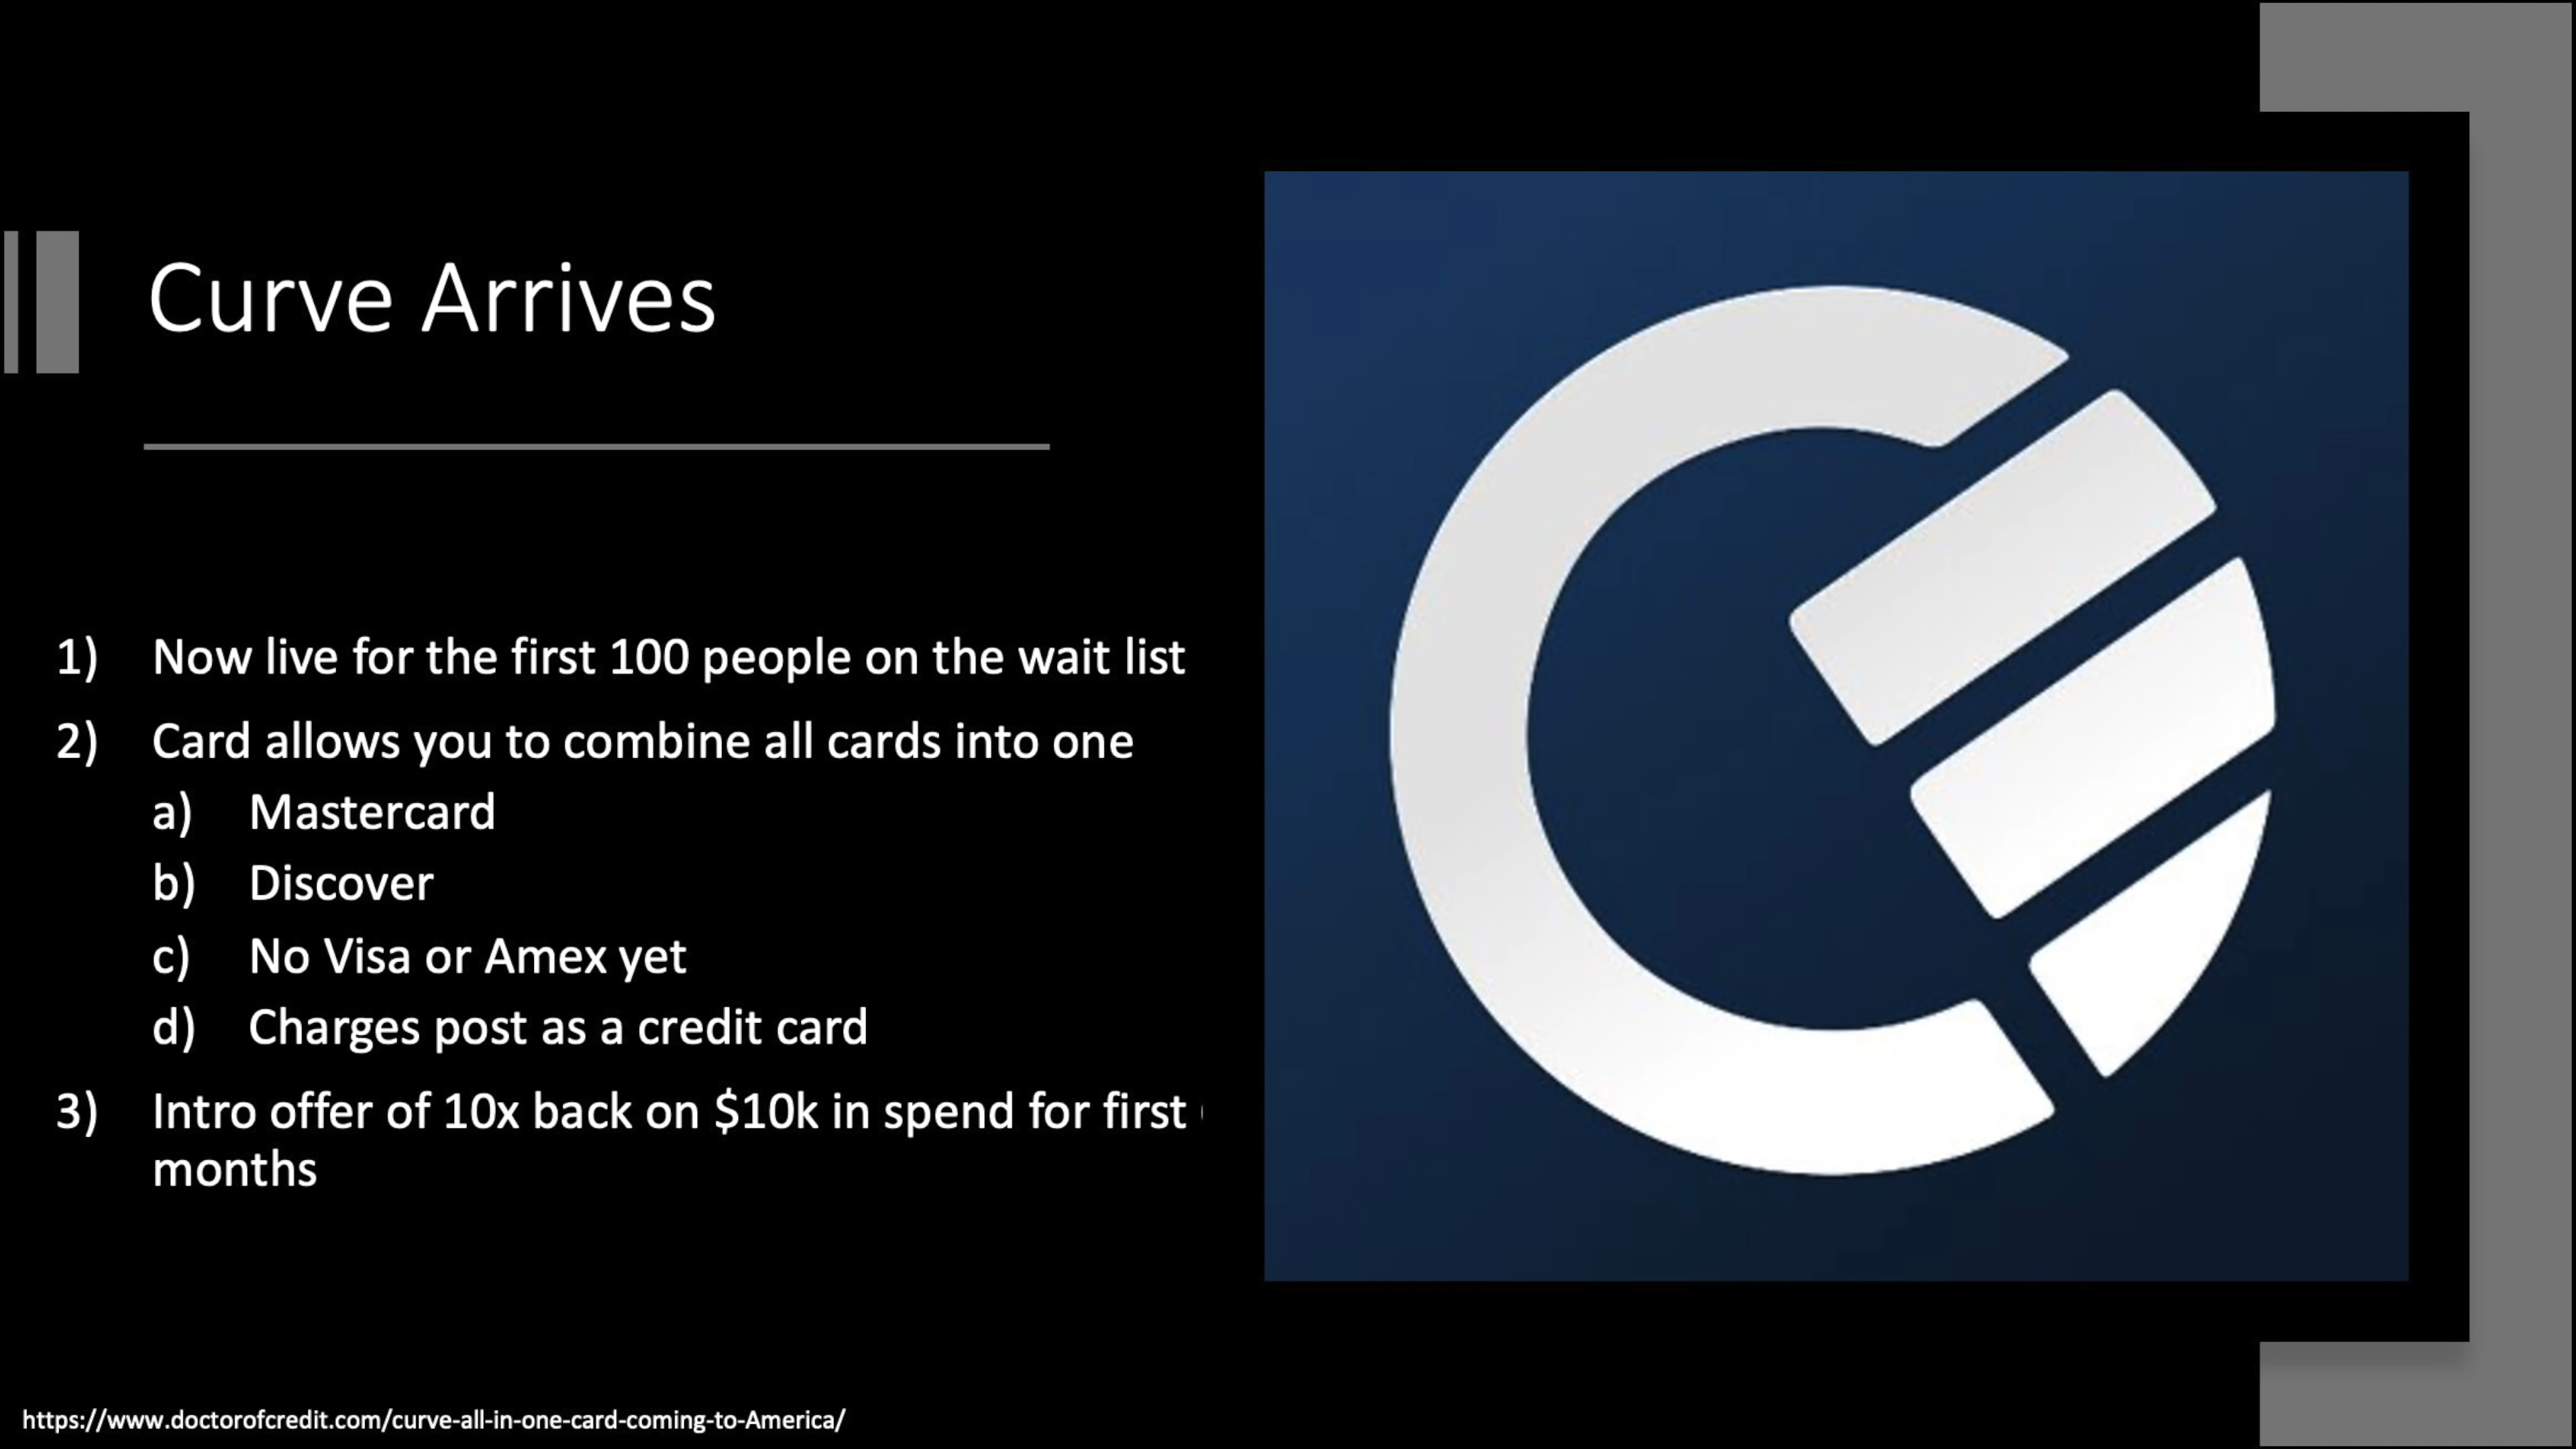 Curve Arrives
1) Now live for the first 100 people on the wait list
2) Card allows you to combine all cards into one
a) Mastercard
b) Discover
c) No Visa or Amex yet
d) Charges post as a credit card
3) Intro offer of 10x back on $10k in spend for first
months
https://www.doctorofcredit.com/curve-all-in-one-card-coming-to-America/